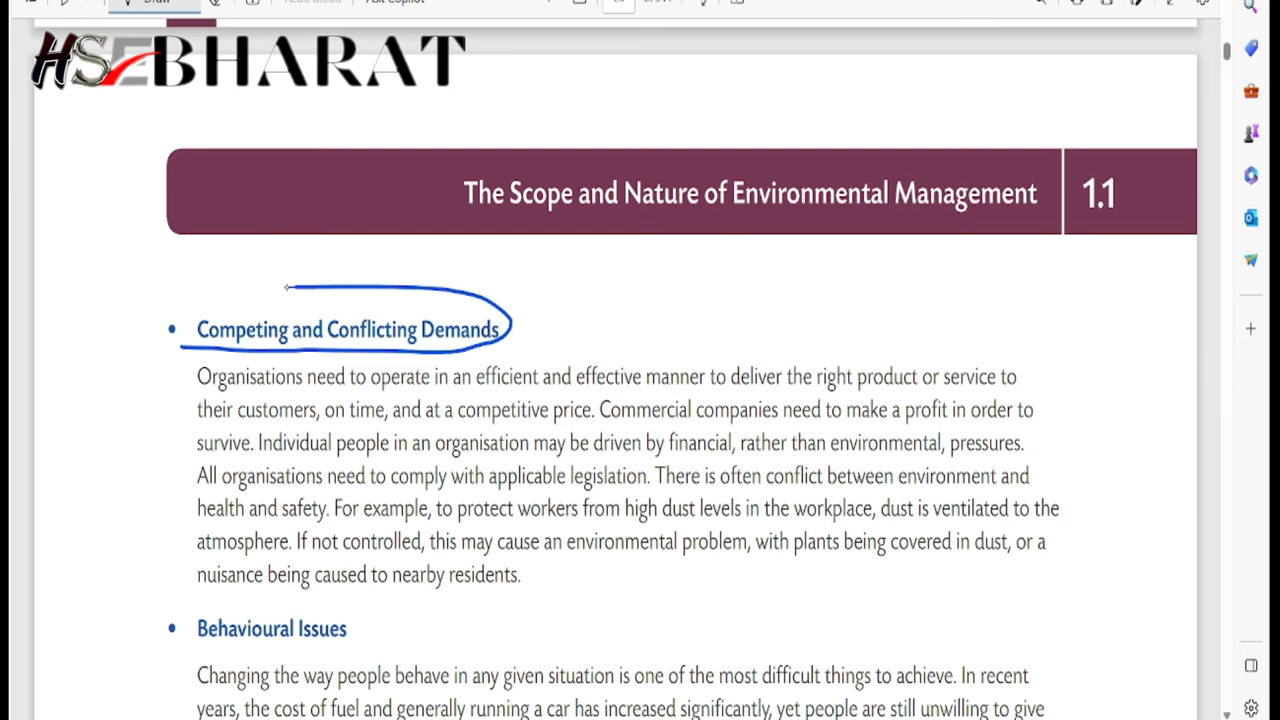 Draw
Ask Copilot
HSEBHARAT
The Scope and Nature of Environmental Management 1.1
• Competing and Conflicting Demands
Organisations need to operate in an efficient and effective manner to deliver the right product or service to
their customers, on time, and at a competitive price. Commercial companies need to make a profit in order to
survive. Individual people in an organisation may be driven by financial, rather than environmental, pressures.
All organisations need to comply with applicable legislation. There is often conflict between environment and
health and safety. For example, to protect workers from high dust levels in the workplace, dust is ventilated to the
atmosphere. If not controlled, this may cause an environmental problem, with plants being covered in dust, or a
nuisance being caused to nearby residents.
• Behavioural Issues
Changing the way people behave in any given situation is one of the most difficult things to achieve. In recent
years, the cost of fuel and generally running a car has increased significantly, yet people are still unwilling to give